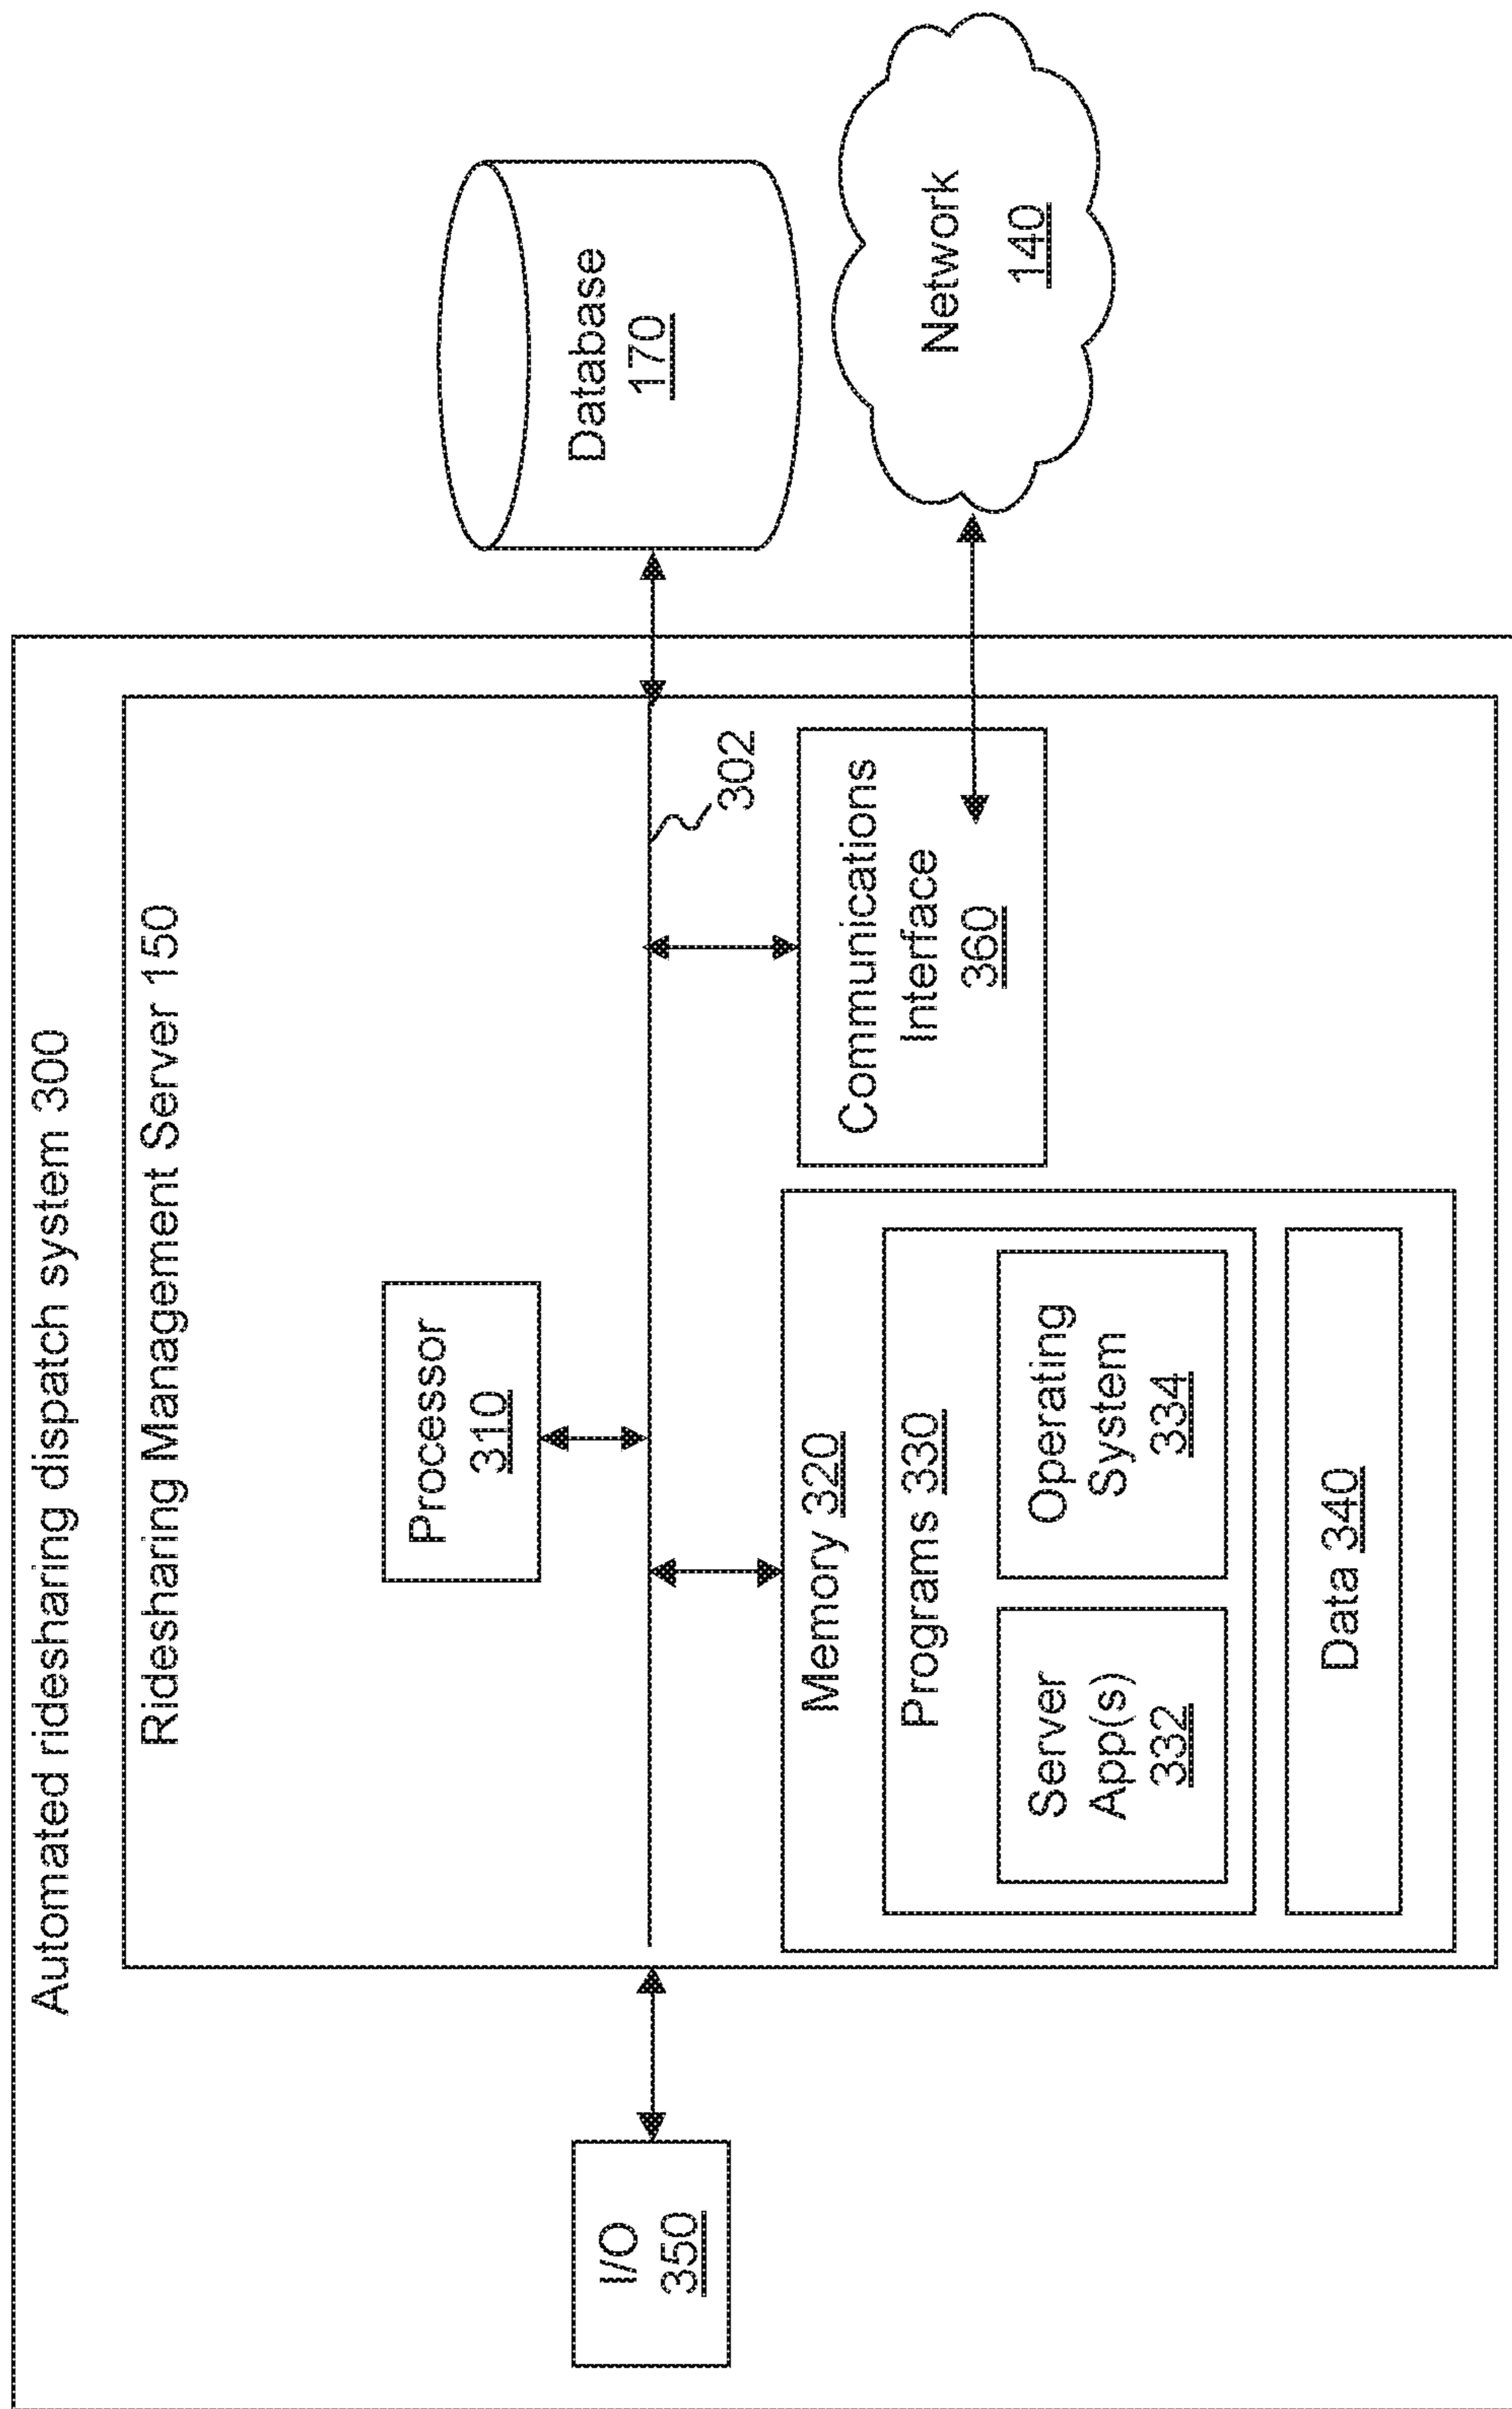 Automated ridesharing dispatch system 300
Ridesharing Management Server 150
I/O
350
Processor
310
302
Database
170
Network
140
Communications
Interface
360
Memory 320
Programs 330
Server
App(s)
332
Operating
System
334
Data 340